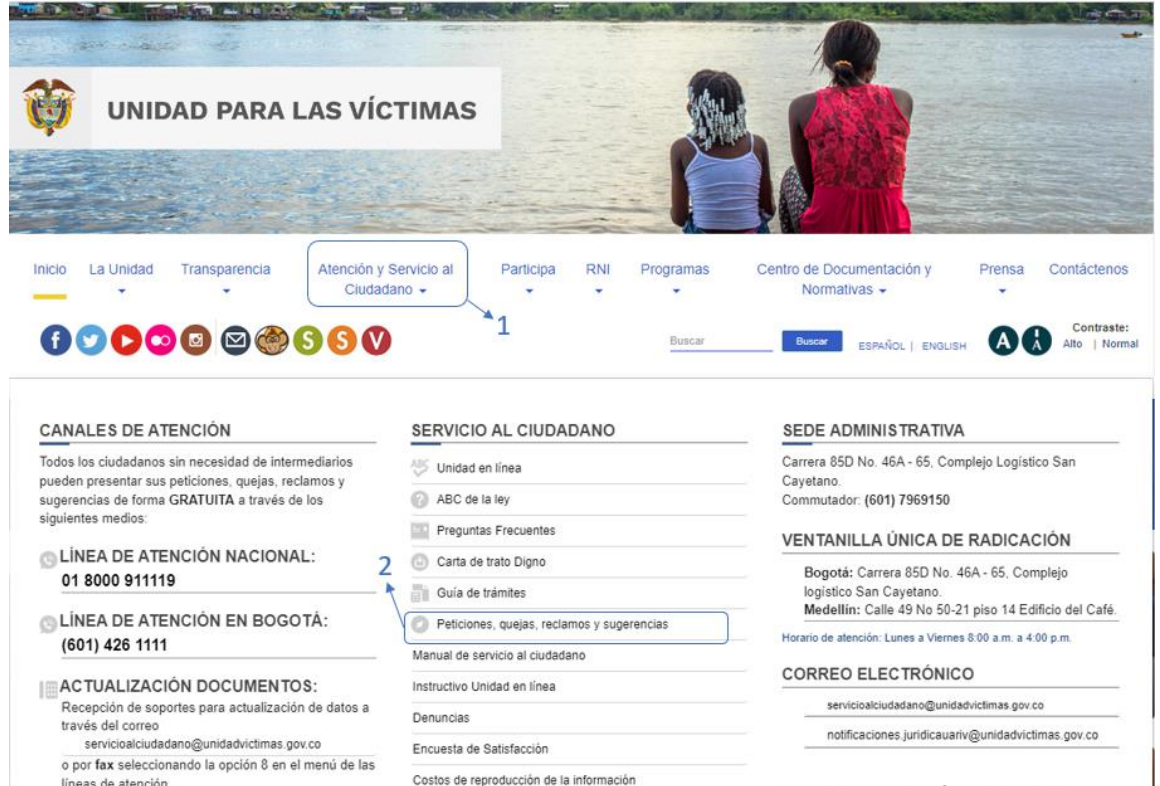 UNIDAD PARA LAS VÍCTIMAS
Inicio
La Unidad
Transparencia
Atención y Servicio al
Ciudadano
Participa
RNI
Programas
Centro de Documentación y
Normativas
Prensa
Contáctenos
1
S S V
Buscar
Buscar
ESPAÑOL | ENGLISH
A
A
Contraste:
Alto | Normal
CANALES DE ATENCIÓN
Todos los ciudadanos sin necesidad de intermediarios
pueden presentar sus peticiones, quejas, reclamos y
sugerencias de forma GRATUITA a través de los
siguientes medios:
LÍNEA DE ATENCIÓN NACIONAL:
01 8000 911119
LÍNEA DE ATENCIÓN EN BOGOTÁ:
(601) 426 1111
ACTUALIZACIÓN DOCUMENTOS:
Recepción de soportes para actualización de datos a
través del correo
servicioalciudadano@unidadvictimas.gov.co
o por fax seleccionando la opción 8 en el menú de las
líneas de atención
SERVICIO AL CIUDADANO
Unidad en línea
ABC de la ley
Preguntas Frecuentes
Carta de trato Digno
2
Guía de trámites
Peticiones, quejas, reclamos y sugerencias
Manual de servicio al ciudadano
Instructivo Unidad en línea
Denuncias
Encuesta de Satisfacción
Costos de reproducción de la información
SEDE ADMINISTRATIVA
Carrera 85D No. 46A - 65, Complejo Logístico San
Cayetano.
Commutador: (601) 7969150
VENTANILLA ÚNICA DE RADICACIÓN
Bogotá: Carrera 85D No. 46A - 65, Complejo
logístico San Cayetano.
Medellín: Calle 49 No 50-21 piso 14 Edificio del Café.
Horario de atención: Lunes a Viernes 8:00 a.m. a 4:00 p.m.
CORREO ELECTRÓNICO
servicioalciudadano@unidadvictimas.gov.co
notificaciones.juridicauariv@unidadvictimas.gov.co